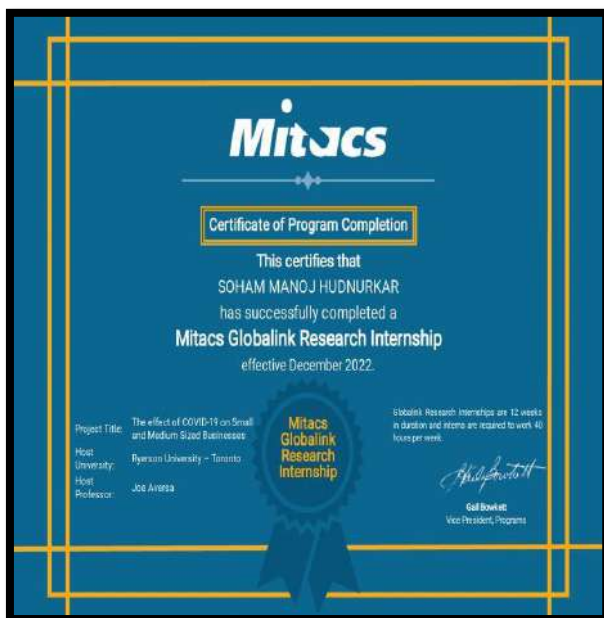 Mitacs
Certificate of Program Completion
This certifies that
SOHAM MANOJ HUDNURKAR
has successfully completed a
Mitacs Globalink Research Internship
effective December 2022.
Project Title: The effect of COVID-19 on Small
and Medium Sized Businesses
Host
University: Ryerson University – Toronto
Host
Professor: Joe Aversa
Mitacs
Globalink
Research
Internship
Globalink Research Internships are 12 weeks
in duration and interns are required to work 40
hours per week.
Gail Bowkett
Vice President, Programs